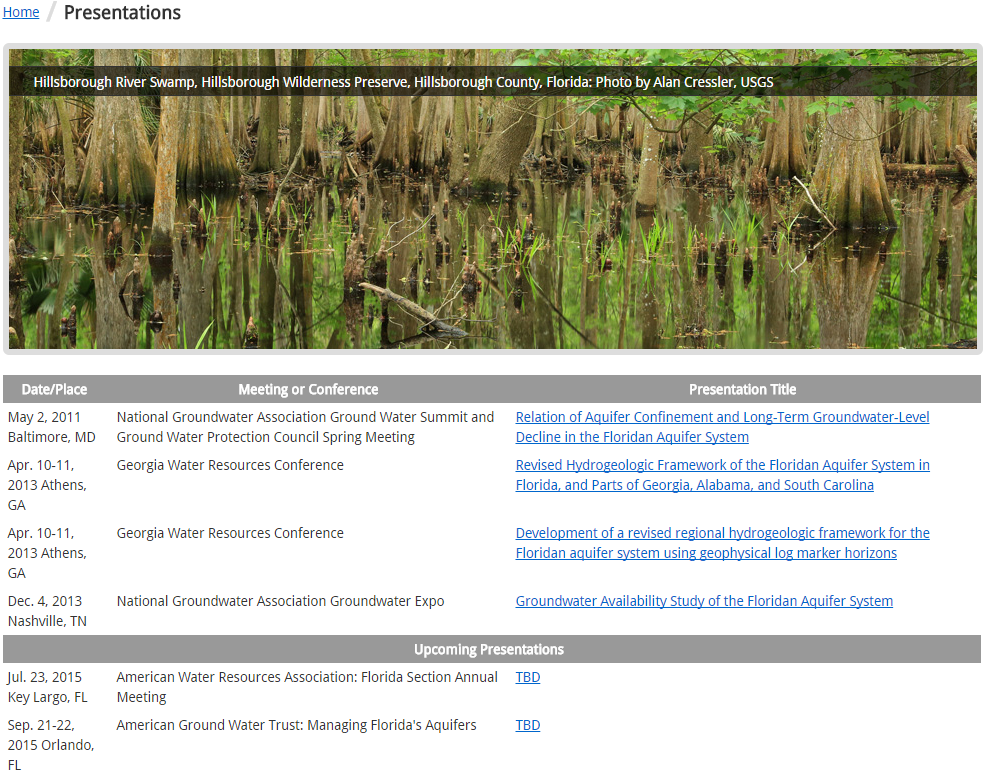 Home / Presentations
Hillsborough River Swamp, Hillsborough Wilderness Preserve, Hillsborough County, Florida: Photo by Alan Cressler, USGS
Date/Place Meeting or Conference Presentation Title
May 2, 2011 National Groundwater Association Ground Water Summit and Relation of Aquifer Confinement and Long-Term Groundwater-Level
Baltimore, MD Ground Water Protection Council Spring Meeting Decline in the Floridan Aquifer System
Apr. 10-11, Georgia Water Resources Conference Revised Hydrogeologic Framework of the Floridan Aquifer System in
2013 Athens, Florida, and Parts of Georgia, Alabama, and South Carolina
GA
Apr. 10-11, Georgia Water Resources Conference Development of a revised regional hydrogeologic framework for the
2013 Athens, Floridan aquifer system using geophysical log marker horizons
GA
Dec. 4, 2013 National Groundwater Association Groundwater Expo Groundwater Availability Study of the Floridan Aquifer System
Nashville, TN
Upcoming Presentations
Jul. 23, 2015 American Water Resources Association: Florida Section Annual TBD
Key Largo, FL Meeting
Sep. 21-22, American Ground Water Trust: Managing Florida's Aquifers TBD
2015 Orlando,
FL